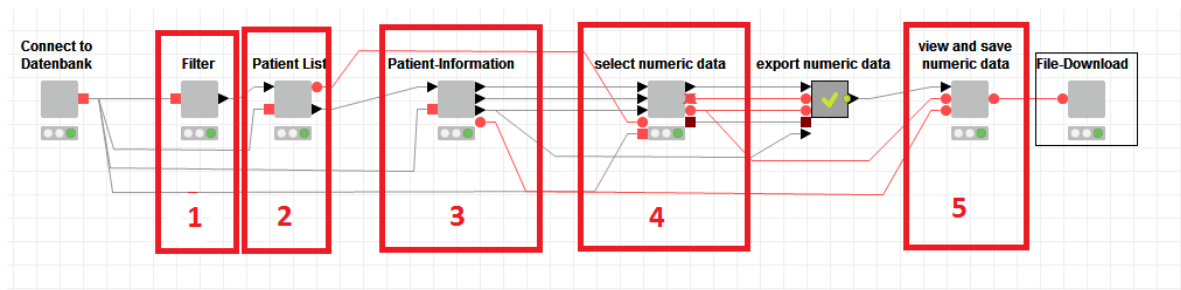 Connect to
Datenbank
Filter
Patient List
Patient-Information
select numeric data
export numeric data
view and save
numeric data
File-Download
1
2
3
4
5